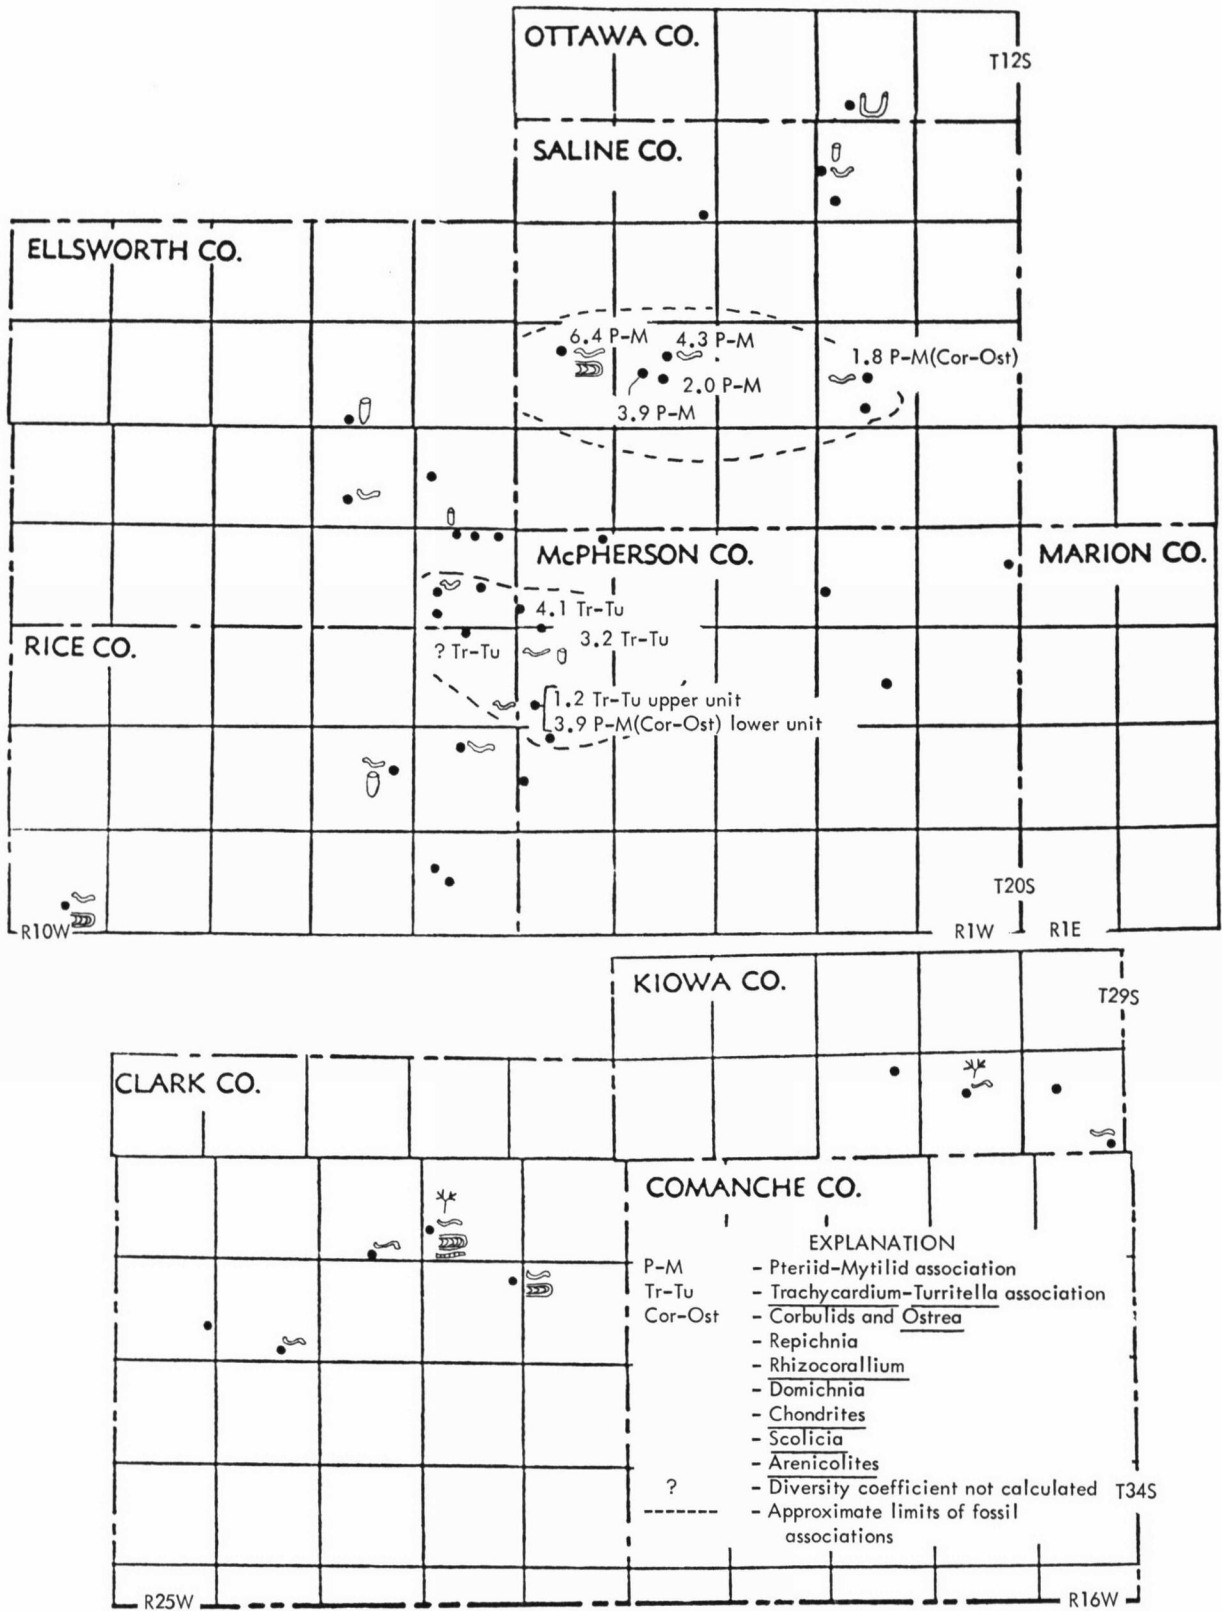 OTTAWA CO.
T12S
SALINE CO.
ELLSWORTH CO.
6.4 P-M
4.3 P-M
1.8 P-M(Cor-Ost)
2.0 P-M
3.9 P-M
McPHERSON CO.
MARION CO.
4.1 Tr-Tu
RICE CO.
? Tr-Tu
3.2 Tr-Tu
1.2 Tr-Tu upper unit
3.9 P-M(Cor-Ost) lower unit
T20S
R10W
R1W
R1E
KIOWA CO.
T29S
CLARK CO.
COMANCHE CO.
EXPLANATION
P-M - Pteriid-Mytilid association
Tr-Tu - Trachycardium-Turritella association
Cor-Ost - Corbulids and Ostrea
- Repichnia
- Rhizocorallium
- Domichnia
- Chondrites
- Scolicia
- Arenicolites
? - Diversity coefficient not calculated
T34S
------ - Approximate limits of fossil
associations
R25W
R16W